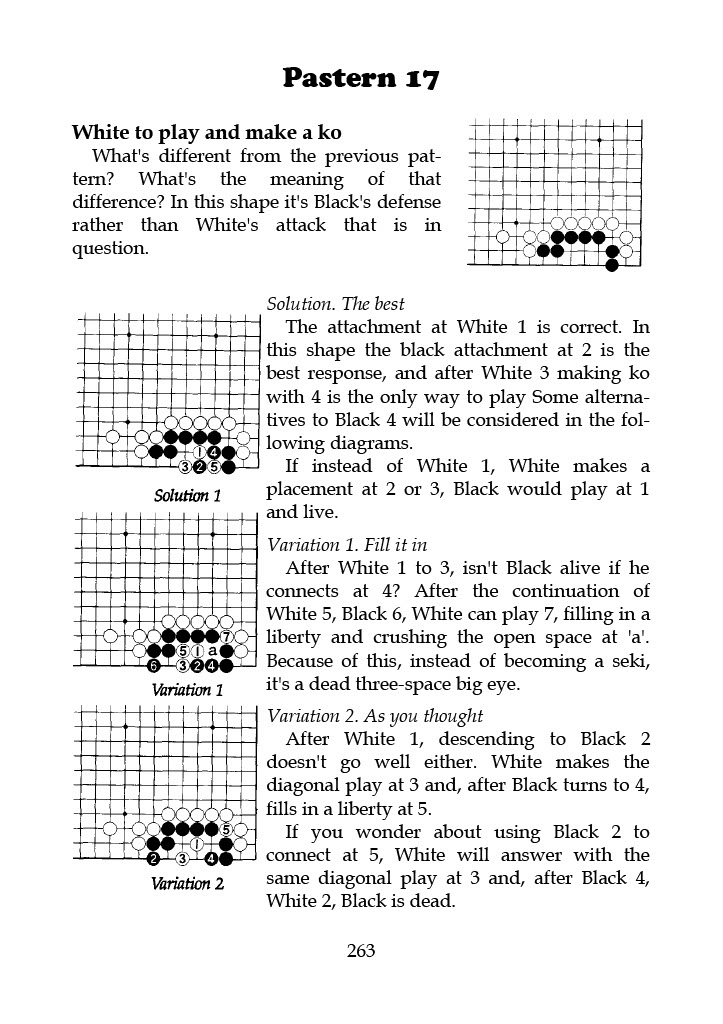 Pastern 17
White to play and make a ko
What's different from the previous pat-
tern? What's the meaning of that
difference? In this shape it's Black's defense
rather than White's attack that is in
question.
Solution. The best
The attachment at White 1 is correct. In
this shape the black attachment at 2 is the
best response, and after White 3 making ko
with 4 is the only way to play Some alterna-
tives to Black 4 will be considered in the fol-
lowing diagrams.
If instead of White 1, White makes a
placement at 2 or 3, Black would play at 1
and live.
1 4
3 2 5
Solution 1
Variation 1. Fill it in
After White 1 to 3, isn't Black alive if he
connects at 4? After the continuation of
White 5, Black 6, White can play 7, filling in a
liberty and crushing the open space at 'a'.
Because of this, instead of becoming a seki,
it's a dead three-space big eye.
7
5 1 a
6 3 2 4
Variation 1
Variation 2. As you thought
After White 1, descending to Black 2
doesn't go well either. White makes the
diagonal play at 3 and, after Black turns to 4,
fills in a liberty at 5.
If you wonder about using Black 2 to
connect at 5, White will answer with the
same diagonal play at 3 and, after Black 4,
White 2, Black is dead.
5
1
2 3 4
Variation 2
263